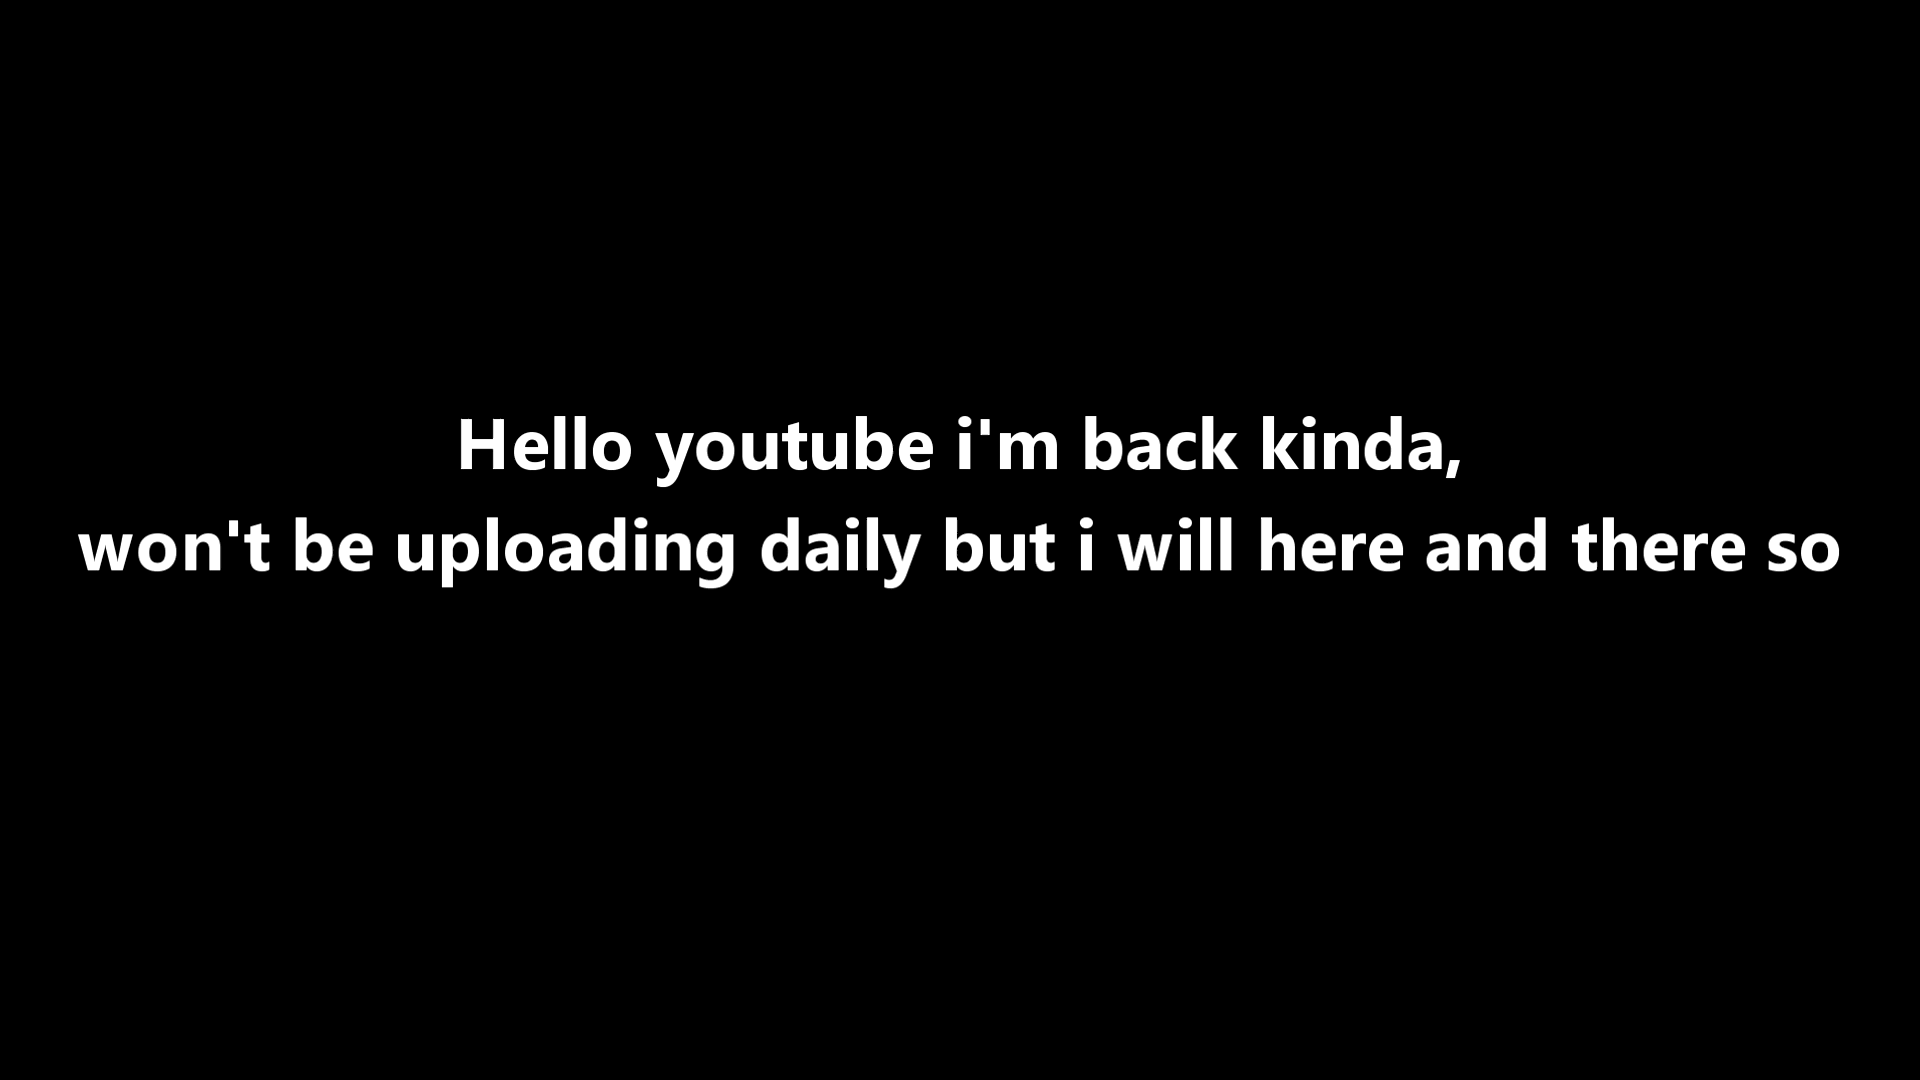 Hello youtube i'm back kinda,
won't be uploading daily but i will here and there so